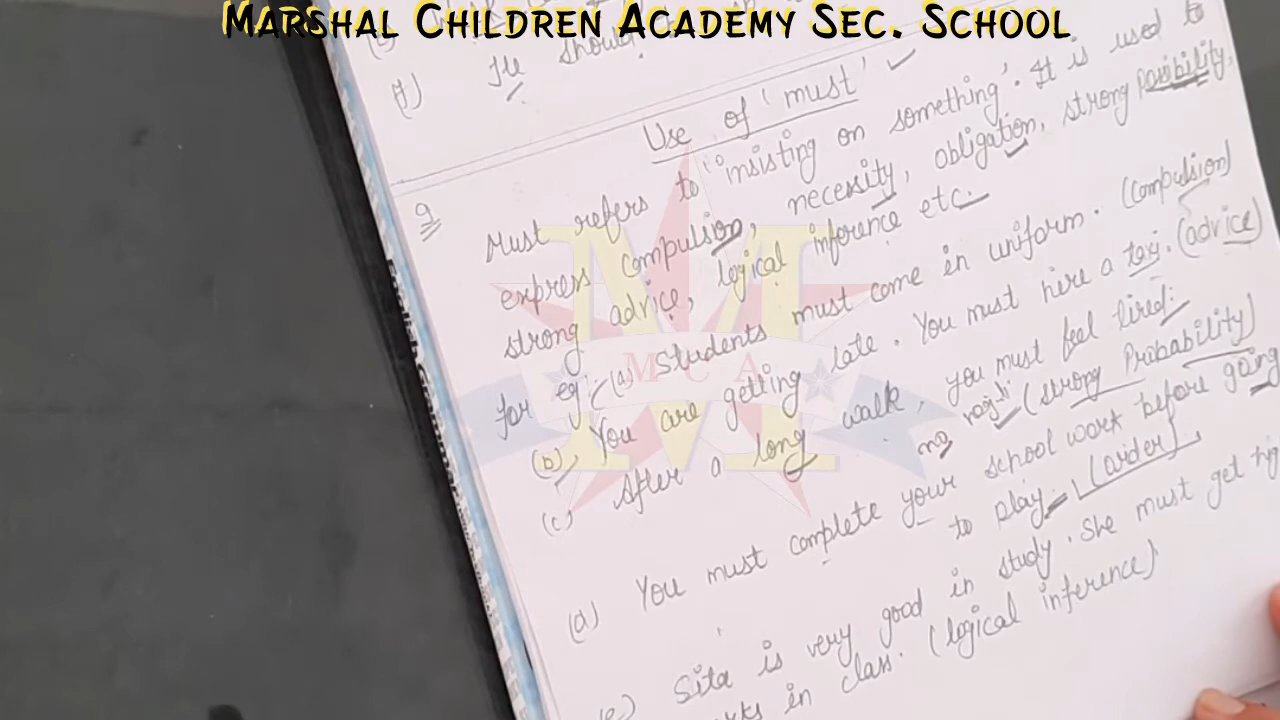 MARSHAL CHILDREN ACADEMY SEC. SCHOOL
f) He should
Use of 'must'
9 Must refers to 'insisting on something'. It is used to
express compulsion, necessity, obligation, strong possibility,
strong advice, logical inference etc.
for eg:- (a) Students must come in uniform. (compulsion)
(b) You are getting late. You must hire a taxi. (advice)
(c) After a long walk, you must feel tired.
(strong Probability)
(d) You must complete your school work before going
to play. (order)
(e) Sita is very good in study. She must get hig
in class. (logical inference)
M C A